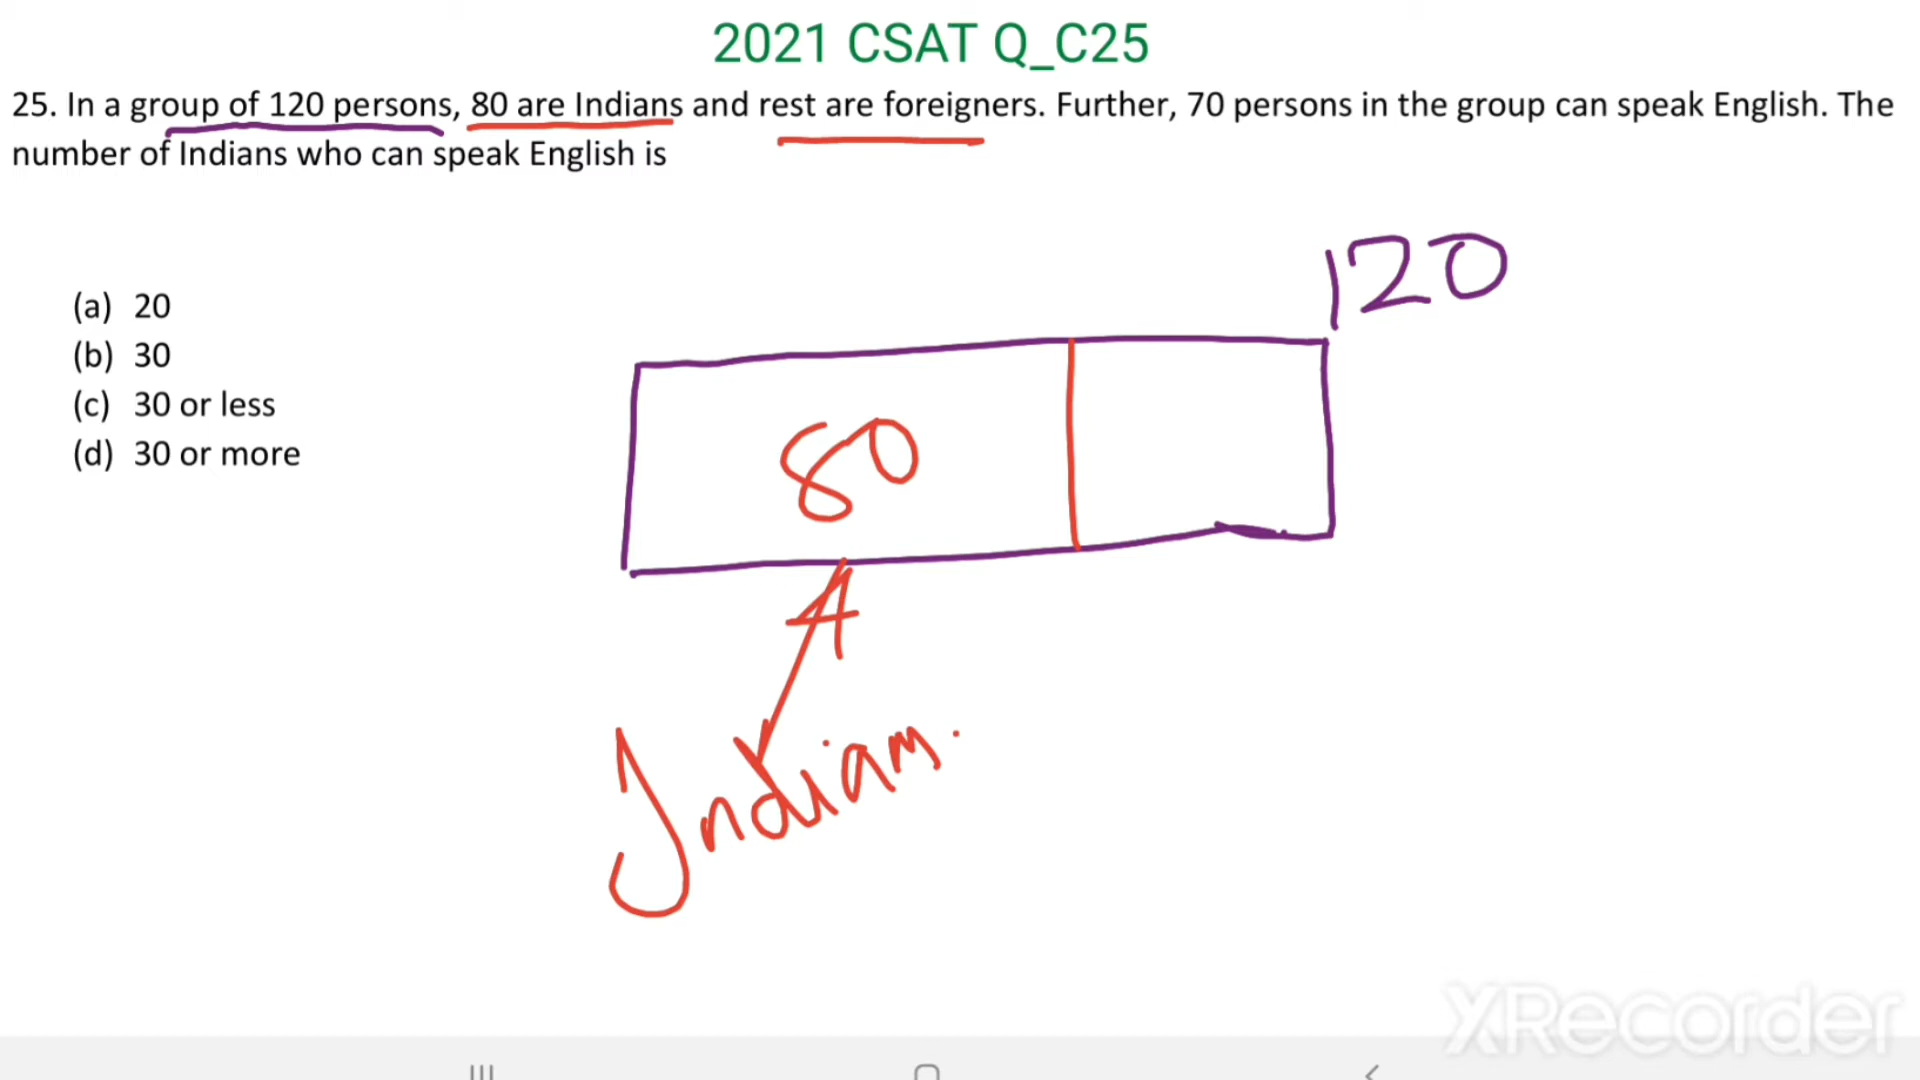 2021 CSAT Q_C25
25. In a group of 120 persons, 80 are Indians and rest are foreigners. Further, 70 persons in the group can speak English. The
number of Indians who can speak English is
(a) 20
(b) 30
(c) 30 or less
(d) 30 or more
120
80
Indians.
XRecorder